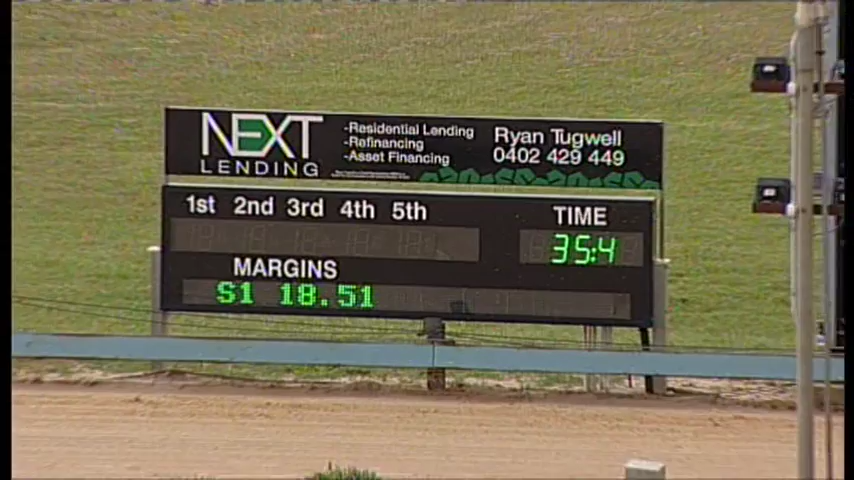 NEXT
LENDING
-Residential Lending
-Refinancing
-Asset Financing
Ryan Tugwell
0402 429 449
1st 2nd 3rd 4th 5th
TIME
35:4
MARGINS
S1 18.51